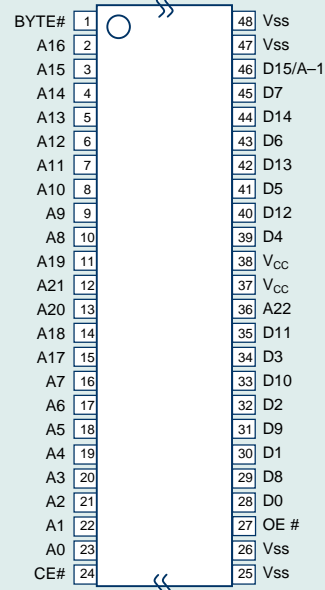 BYTE# 1 48 Vss
A16 2 47 Vss
A15 3 46 D15/A–1
A14 4 45 D7
A13 5 44 D14
A12 6 43 D6
A11 7 42 D13
A10 8 41 D5
A9 9 40 D12
A8 10 39 D4
A19 11 38 VCC
A21 12 37 VCC
A20 13 36 A22
A18 14 35 D11
A17 15 34 D3
A7 16 33 D10
A6 17 32 D2
A5 18 31 D9
A4 19 30 D1
A3 20 29 D8
A2 21 28 D0
A1 22 27 OE #
A0 23 26 Vss
CE# 24 25 Vss